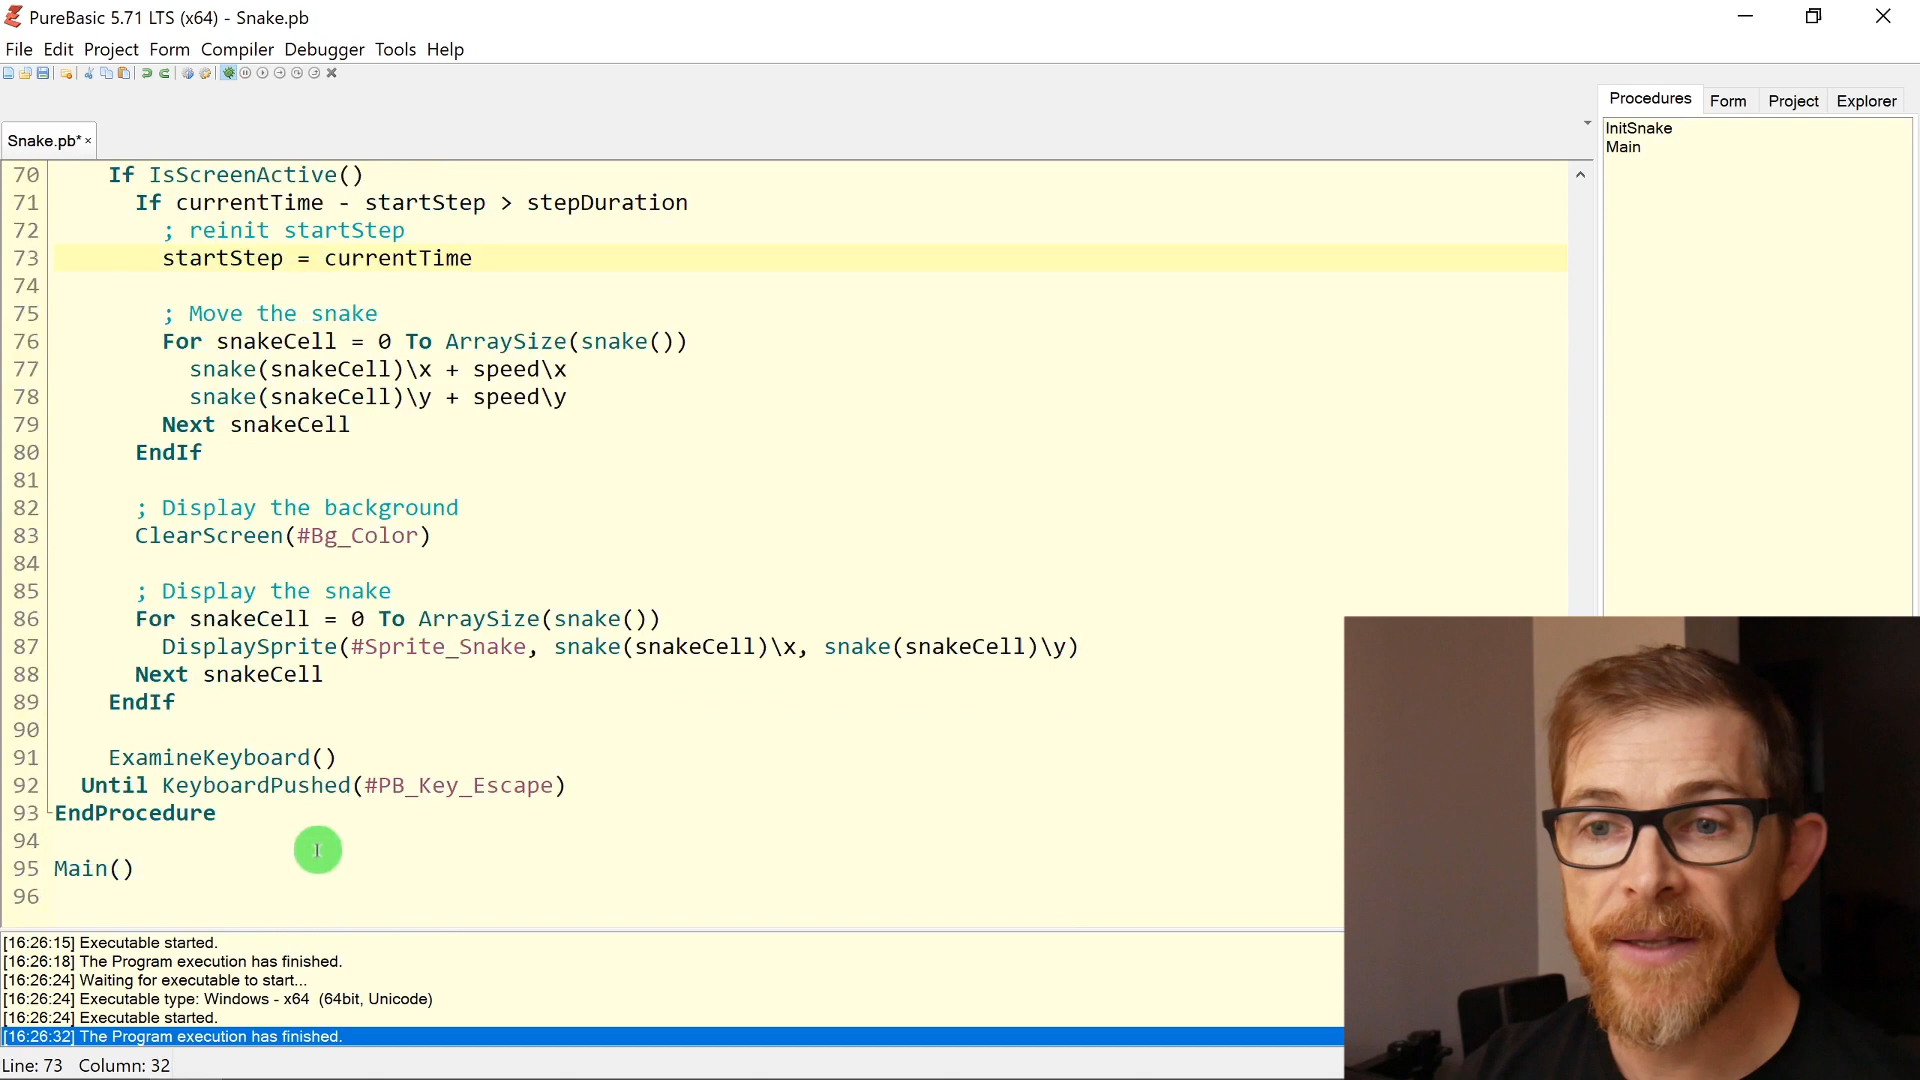 PureBasic 5.71 LTS (x64) - Snake.pb
File Edit Project Form Compiler Debugger Tools Help
Procedures Form Project Explorer
Snake.pb*
InitSnake
Main
70 If IsScreenActive()
71 If currentTime - startStep > stepDuration
72 ; reinit startStep
73 startStep = currentTime
74
75 ; Move the snake
76 For snakeCell = 0 To ArraySize(snake())
77 snake(snakeCell)\x + speed\x
78 snake(snakeCell)\y + speed\y
79 Next snakeCell
80 EndIf
81
82 ; Display the background
83 ClearScreen(#Bg_Color)
84
85 ; Display the snake
86 For snakeCell = 0 To ArraySize(snake())
87 DisplaySprite(#Sprite_Snake, snake(snakeCell)\x, snake(snakeCell)\y)
88 Next snakeCell
89 EndIf
90
91 ExamineKeyboard()
92 Until KeyboardPushed(#PB_Key_Escape)
93 EndProcedure
94
95 Main()
96
[16:26:15] Executable started.
[16:26:18] The Program execution has finished.
[16:26:24] Waiting for executable to start...
[16:26:24] Executable type: Windows - x64 (64bit, Unicode)
[16:26:24] Executable started.
[16:26:32] The Program execution has finished.
Line: 73 Column: 32